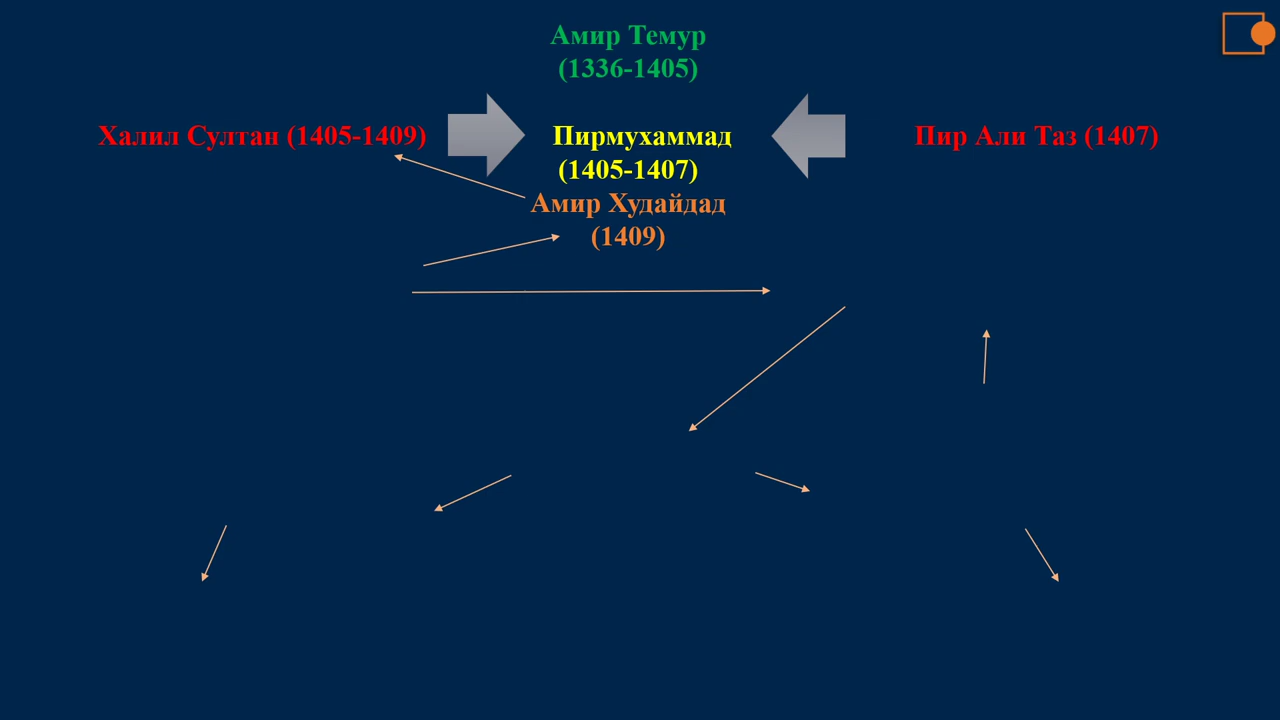 Амир Темур
(1336-1405)
Халил Султан (1405-1409)
Пирмухаммад
Пир Али Таз (1407)
(1405-1407)
Амир Худайдад
(1409)